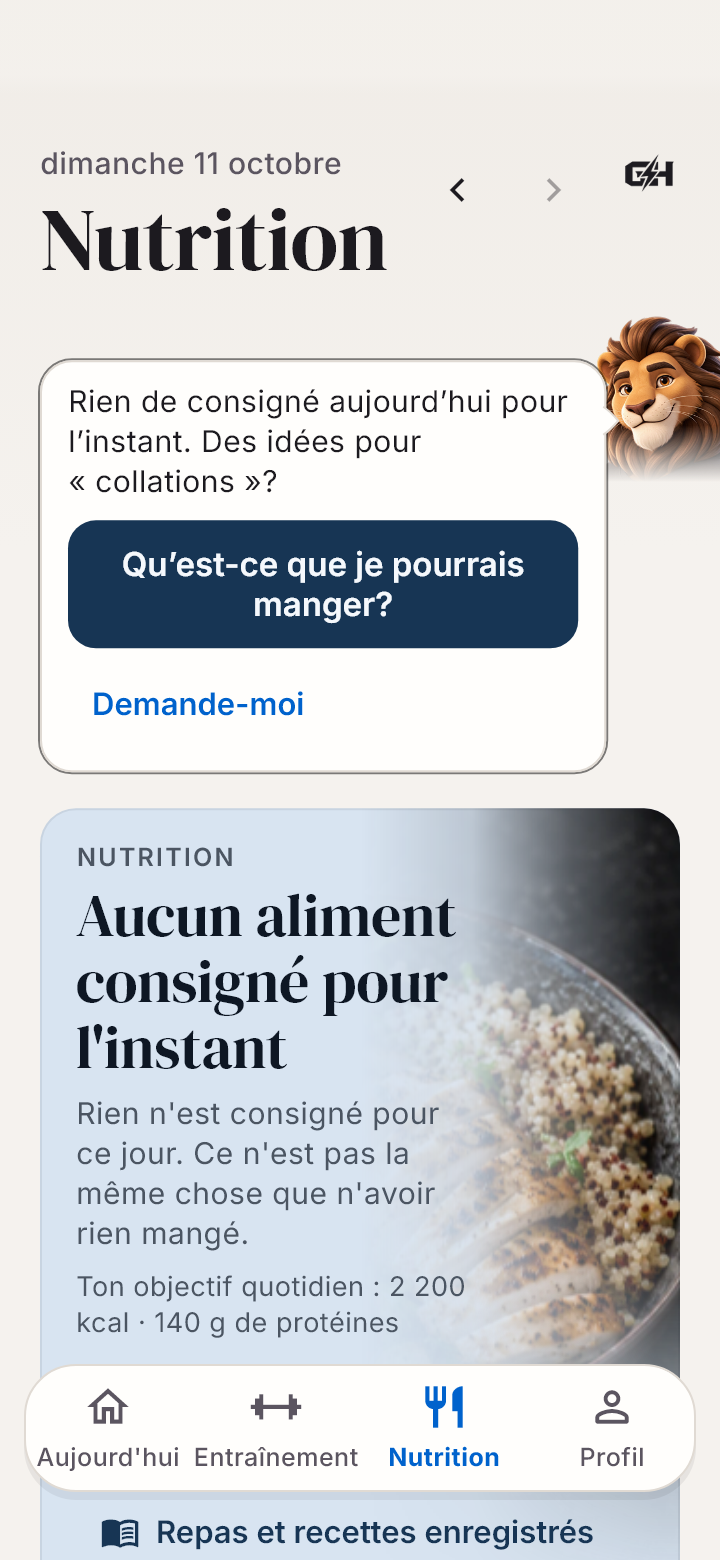 dimanche 11 octobre
Nutrition
GH
Rien de consigné aujourd’hui pour
l’instant. Des idées pour
« collations »?
Qu’est-ce que je pourrais
manger?
Demande-moi
NUTRITION
Aucun aliment
consigné pour
l'instant
Rien n'est consigné pour
ce jour. Ce n'est pas la
même chose que n'avoir
rien mangé.
Ton objectif quotidien : 2 200
kcal · 140 g de protéines
Aujourd'hui
Entraînement
Nutrition
Profil
Repas et recettes enregistrés